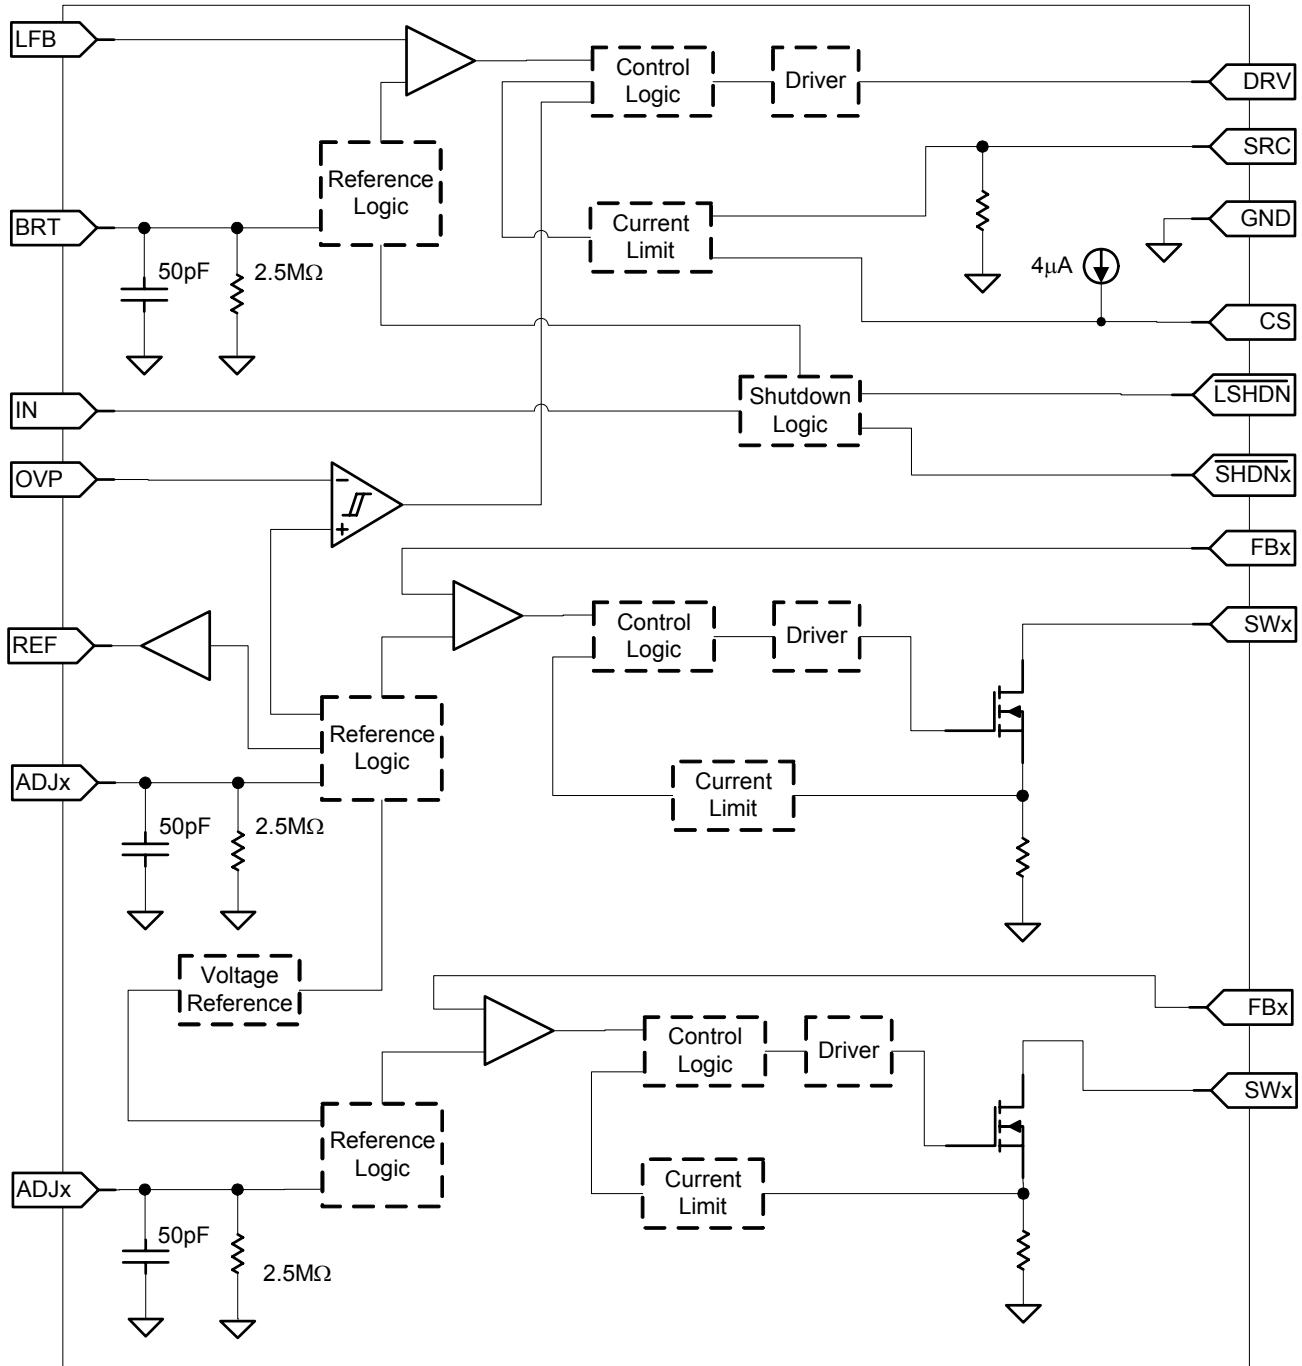 LFB
Control
Logic
Driver
DRV
SRC
Reference
Logic
BRT
Current
Limit
GND
50pF
2.5MΩ
4μA
CS
Shutdown
Logic
LSHDN
IN
OVP
-
+
SHDNx
FBx
REF
Control
Logic
Driver
SWx
Reference
Logic
ADJx
Current
Limit
50pF
2.5MΩ
Voltage
Reference
FBx
Control
Logic
Driver
SWx
Reference
Logic
ADJx
Current
Limit
50pF
2.5MΩ